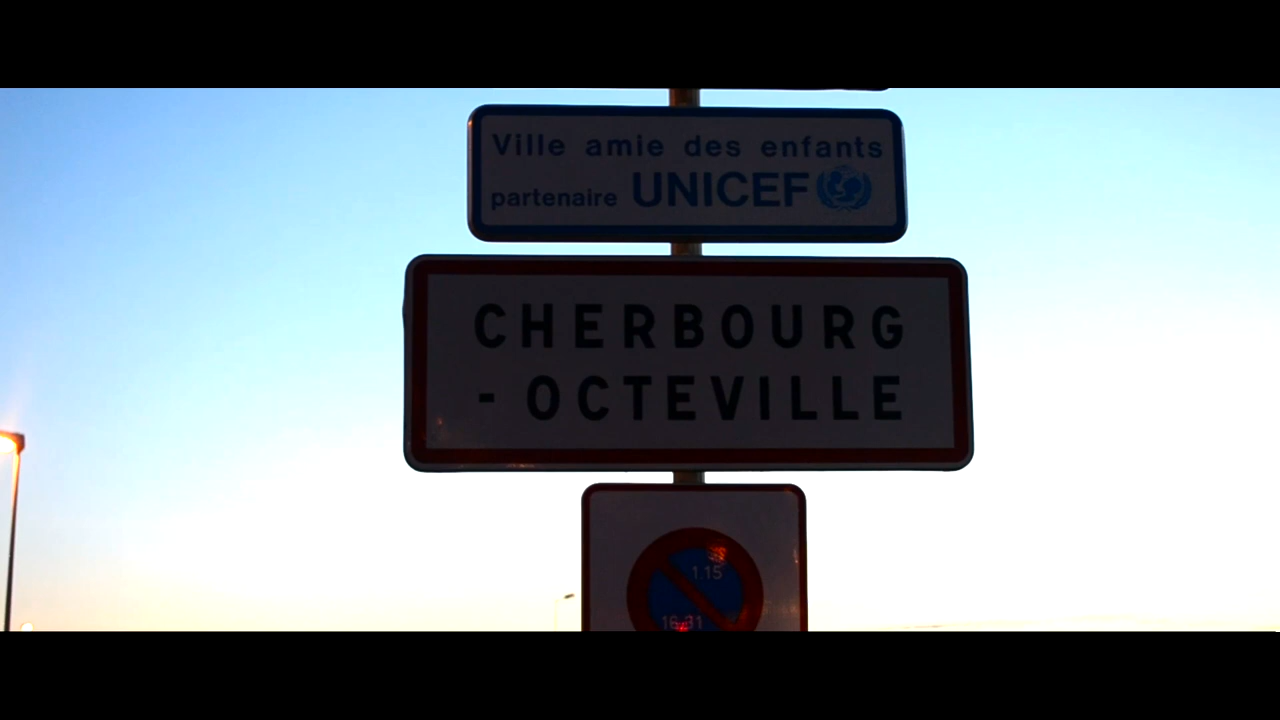 Ville amie des enfants
partenaire UNICEF
CHERBOURG
- OCTEVILLE
1.15
16.31